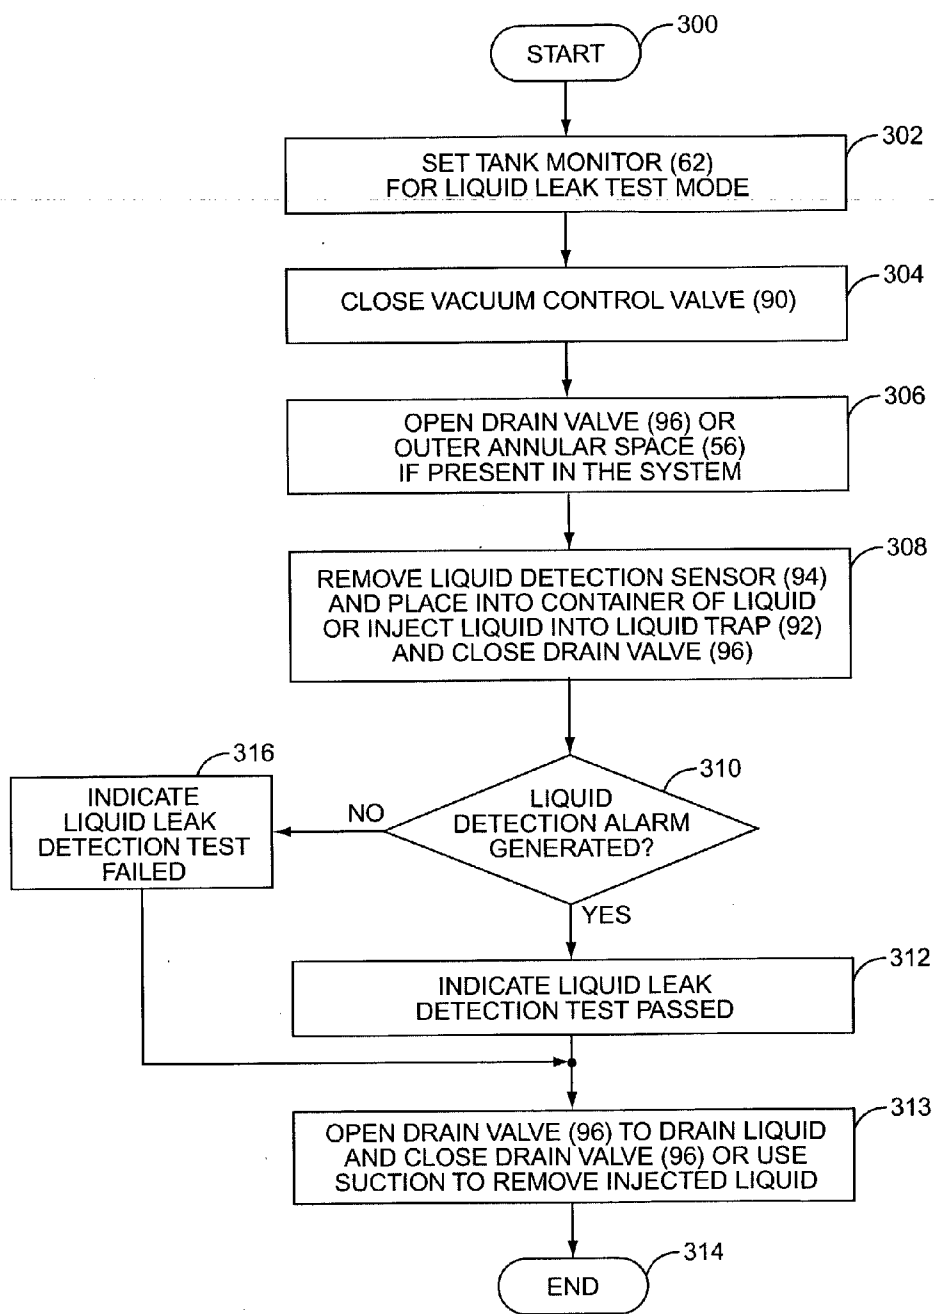 300
START
302
SET TANK MONITOR (62)
FOR LIQUID LEAK TEST MODE
304
CLOSE VACUUM CONTROL VALVE (90)
306
OPEN DRAIN VALVE (96) OR
OUTER ANNULAR SPACE (56)
IF PRESENT IN THE SYSTEM
308
REMOVE LIQUID DETECTION SENSOR (94)
AND PLACE INTO CONTAINER OF LIQUID
OR INJECT LIQUID INTO LIQUID TRAP (92)
AND CLOSE DRAIN VALVE (96)
310
LIQUID
DETECTION ALARM
GENERATED?
NO
316
INDICATE
LIQUID LEAK
DETECTION TEST
FAILED
YES
312
INDICATE LIQUID LEAK
DETECTION TEST PASSED
313
OPEN DRAIN VALVE (96) TO DRAIN LIQUID
AND CLOSE DRAIN VALVE (96) OR USE
SUCTION TO REMOVE INJECTED LIQUID
314
END